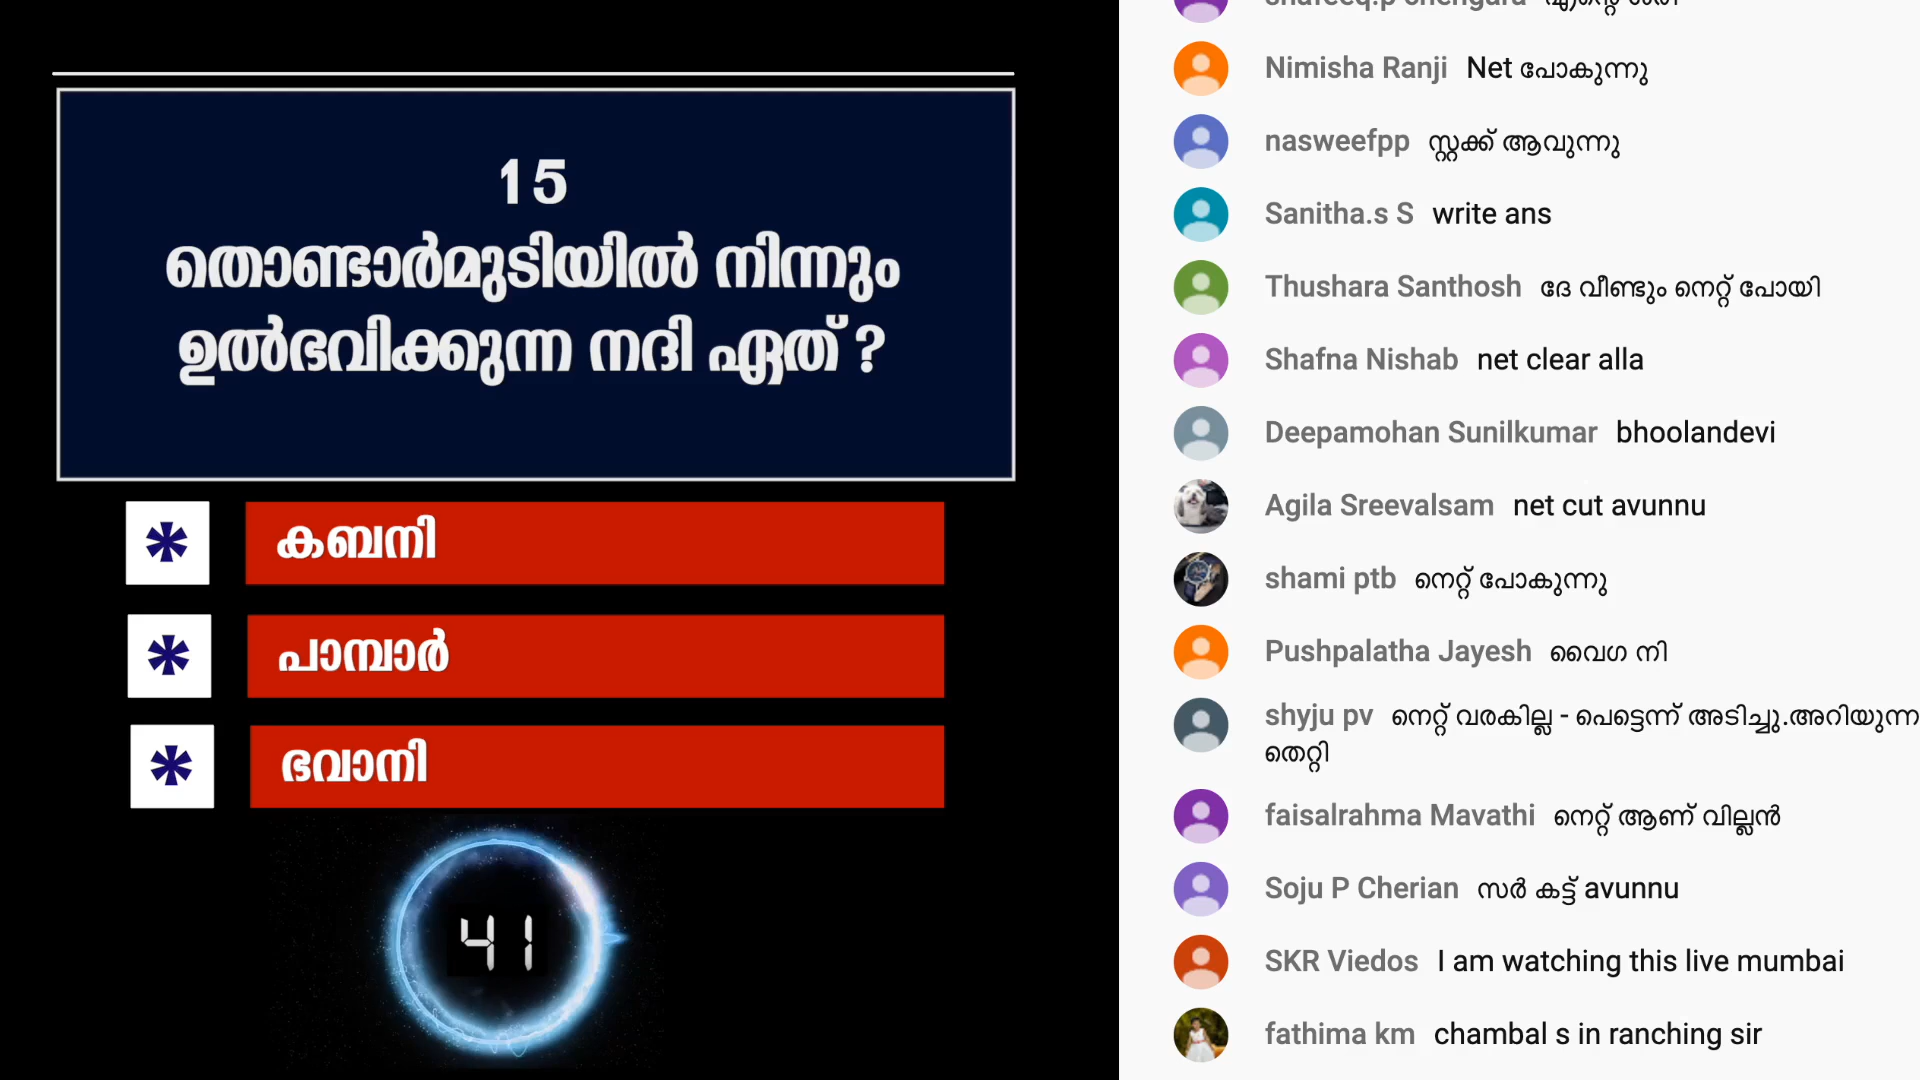 15
തൊണ്ടാർമുടിയിൽ നിന്നും
ഉൽഭവിക്കുന്ന നദി ഏത് ?
* കബനി
* പാമ്പാർ
* ഭവാനി
41
Nimisha Ranji Net പോകുന്നു
nasweefpp സ്റ്റക്ക് ആവുന്നു
Sanitha.s S write ans
Thushara Santhosh ദേ വീണ്ടും നെറ്റ് പോയി
Shafna Nishab net clear alla
Deepamohan Sunilkumar bhoolandevi
Agila Sreevalsam net cut avunnu
shami ptb നെറ്റ് പോകുന്നു
Pushpalatha Jayesh വൈഗ നി
shyju pv നെറ്റ് വരകില്ല - പെട്ടെന്ന് അടിച്ചു.അറിയുന്ന
തെറ്റി
faisalrahma Mavathi നെറ്റ് ആണ് വില്ലൻ
Soju P Cherian സർ കട്ട് avunnu
SKR Viedos I am watching this live mumbai
fathima km chambal s in ranching sir